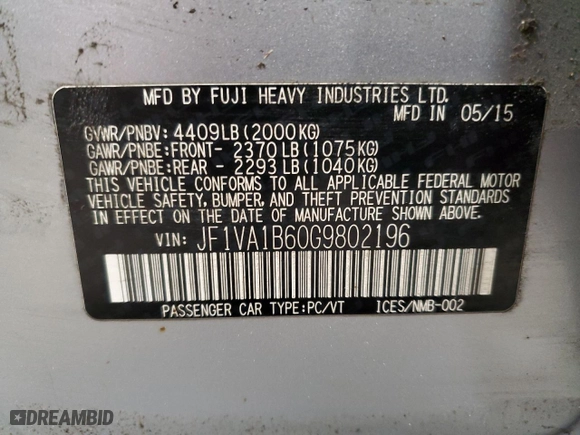 MFD BY FUJI HEAVY INDUSTRIES LTD.
MFD IN 05/15
GVWR/PNBV: 4409LB(2000KG)
GAWR/PNBE:FRONT- 2370LB(1075KG)
GAWR/PNBE:REAR - 2293LB(1040KG)
THIS VEHICLE CONFORMS TO ALL APPLICABLE FEDERAL MOTOR
VEHICLE SAFETY, BUMPER, AND THEFT PREVENTION
STANDARDS IN EFFECT ON THE DATE OF MANUFACTURE SHOWN ABOVE.
VIN: JF1VA1B60G9802196
PASSENGER CAR TYPE:PC/VT ICES/NMB-002
DREAMBID